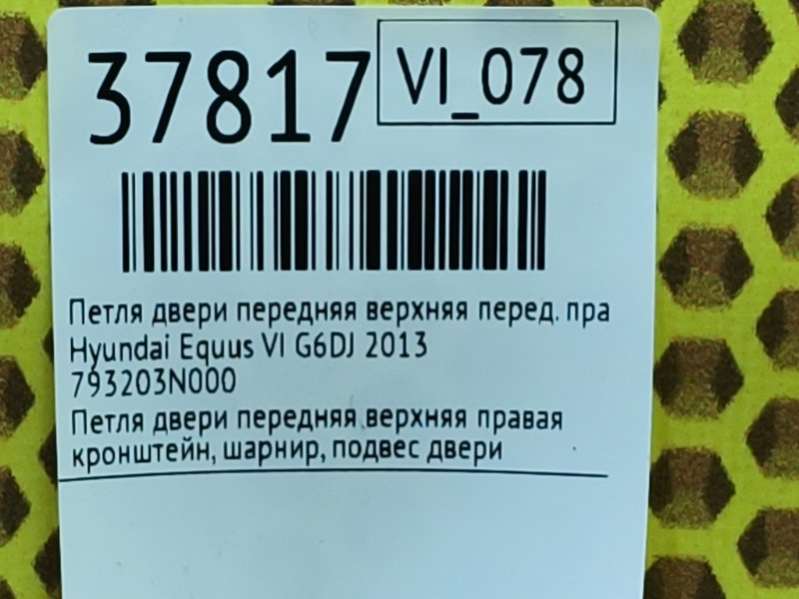 37817
VI_078
Петля двери передняя верхняя перед. пра
Hyundai Equus VI G6DJ 2013
793203N000
Петля двери передняя верхняя правая
кронштейн, шарнир, подвес двери